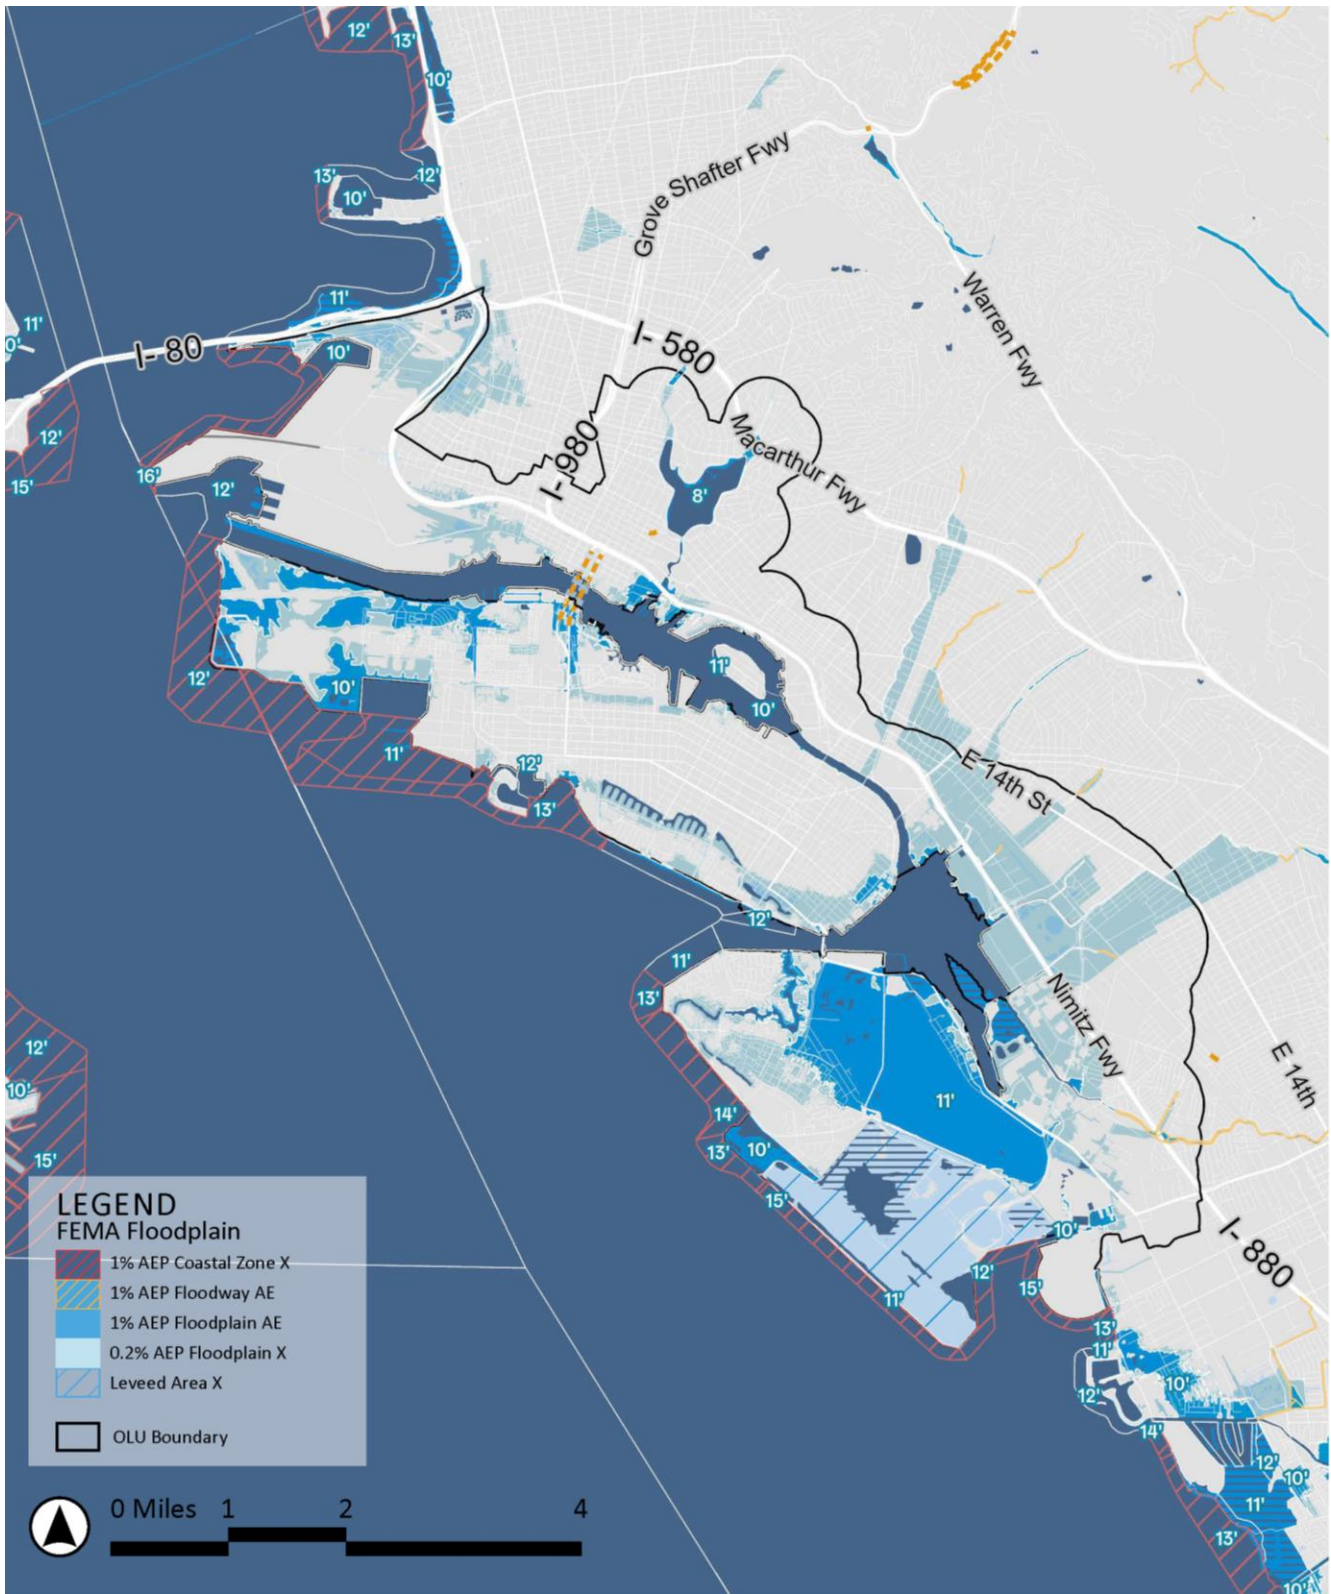 12'
13'
10'
Grove Shafter Fwy
13'
12'
10'
Warren Fwy
11'
11'
0'
I- 80
10'
I- 580
12'
15'
16'
12'
I- 980
Macarthur Fwy
8'
12'
10'
11'
10'
11'
12'
13'
E 14th St
12'
11'
13'
Nimitz Fwy
E 14th
12'
10'
15'
11'
14'
13'
10'
15'
10'
12'
11'
15'
I- 880
13'
11'
12'
10'
14'
12'
10'
11'
13'
10'
LEGEND
FEMA Floodplain
1% AEP Coastal Zone X
1% AEP Floodway AE
1% AEP Floodplain AE
0.2% AEP Floodplain X
Leveed Area X
OLU Boundary
0 Miles 1 2 4